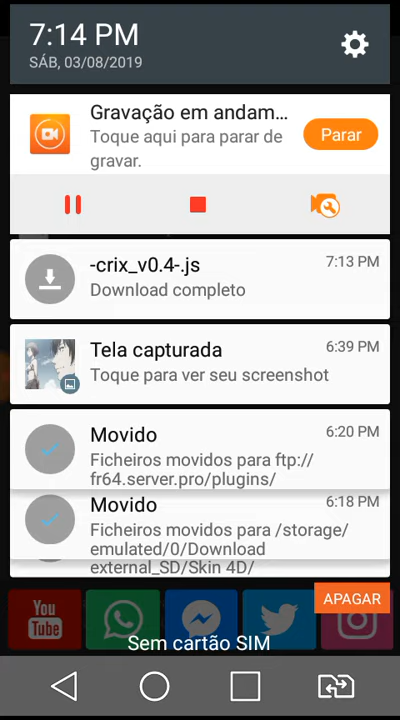 7:14 PM
SÁB, 03/08/2019
Gravação em andam...
Toque aqui para parar de
gravar.
Parar
-crix_v0.4-.js
7:13 PM
Download completo
Tela capturada
6:39 PM
Toque para ver seu screenshot
Movido
6:20 PM
Ficheiros movidos para ftp://
fr64.server.pro/plugins/
Movido
6:18 PM
Ficheiros movidos para /storage/
emulated/0/Download
external_SD/Skin 4D/
APAGAR
You
Tube
Sem cartão SIM